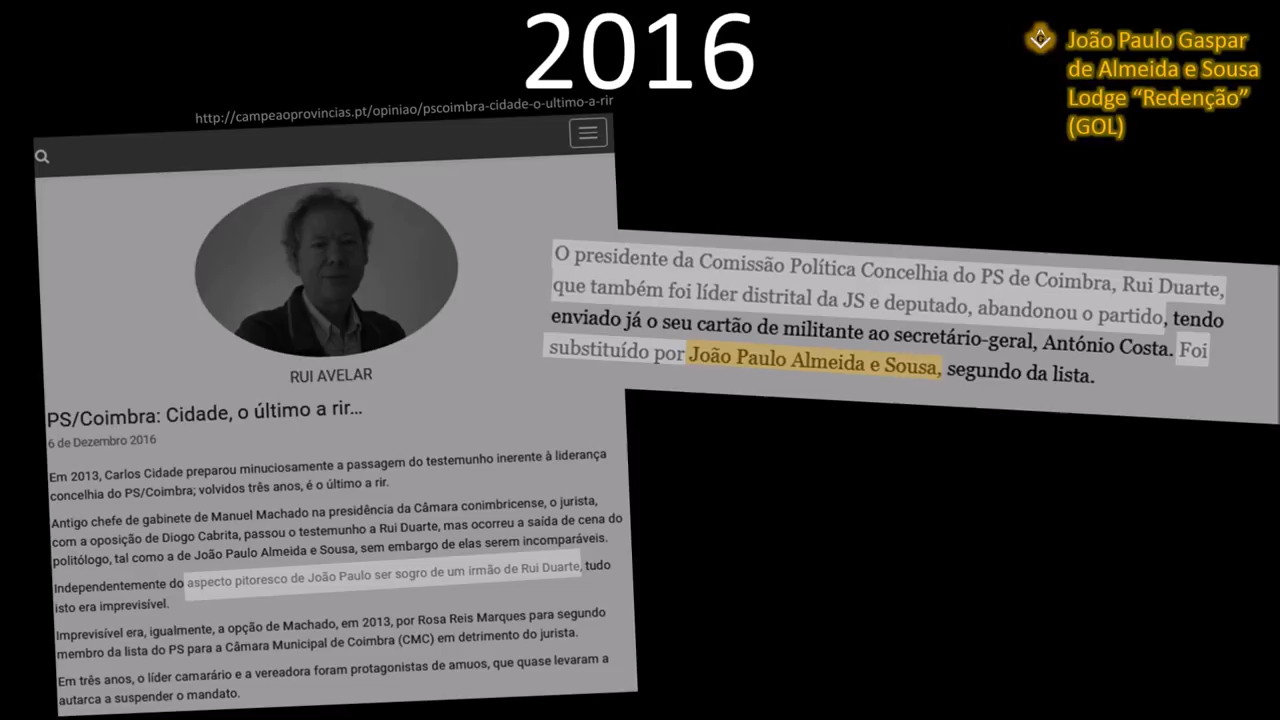 2016
João Paulo Gaspar
de Almeida e Sousa
Lodge “Redenção”
(GOL)
http://campeaoprovincias.pt/opiniao/pscoimbra-cidade-o-ultimo-a-rir
RUI AVELAR
PS/Coimbra: Cidade, o último a rir...
6 de Dezembro 2016
Em 2013, Carlos Cidade preparou minuciosamente a passagem do testemunho inerente à liderança
concelhia do PS/Coimbra; volvidos três anos, é o último a rir.
Antigo chefe de gabinete de Manuel Machado na presidência da Câmara conimbricense, o jurista,
com a oposição de Diogo Cabrita, passou o testemunho a Rui Duarte, mas ocorreu a saída de cena do
politólogo, tal como a de João Paulo Almeida e Sousa, sem embargo de elas serem incomparáveis.
Independentemente do aspecto pitoresco de João Paulo ser sogro de um irmão de Rui Duarte, tudo
isto era imprevisível.
Imprevisível era, igualmente, a opção de Machado, em 2013, por Rosa Reis Marques para segundo
membro da lista do PS para a Câmara Municipal de Coimbra (CMC) em detrimento do jurista.
Em três anos, o líder camarário e a vereadora foram protagonistas de amuos, que quase levaram a
autarca a suspender o mandato.
O presidente da Comissão Política Concelhia do PS de Coimbra, Rui Duarte,
que também foi líder distrital da JS e deputado, abandonou o partido, tendo
enviado já o seu cartão de militante ao secretário-geral, António Costa. Foi
substituído por João Paulo Almeida e Sousa, segundo da lista.